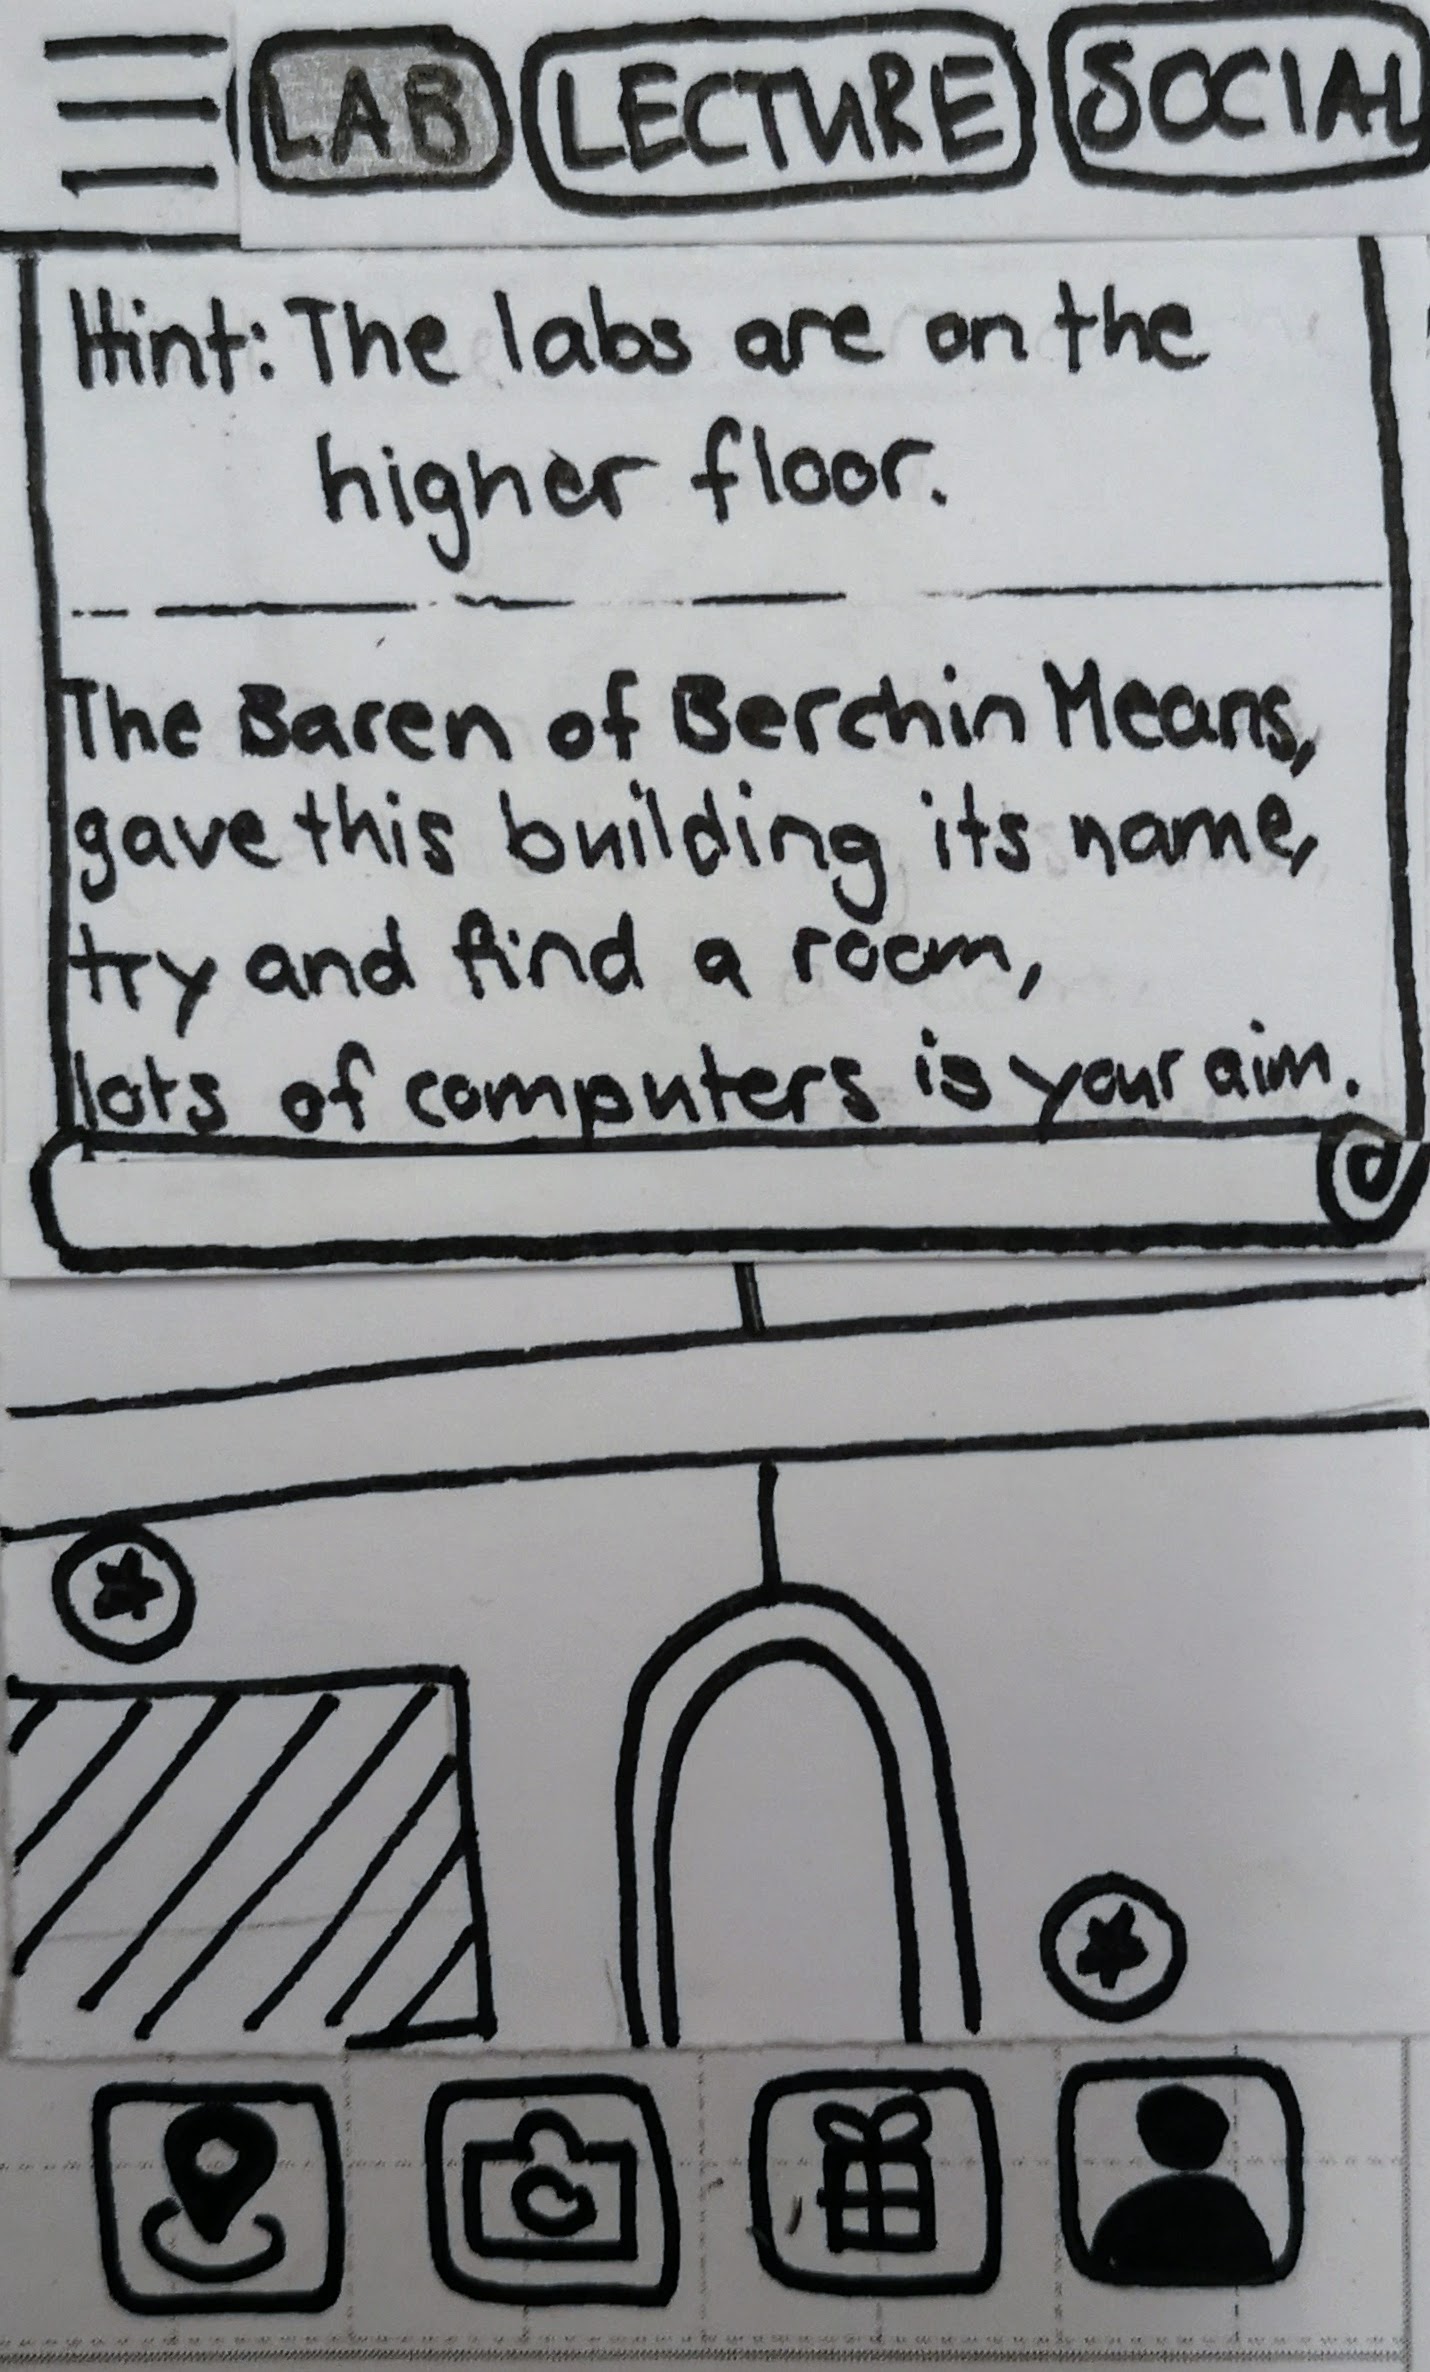 LAB LECTURE SOCIAL
Hint: The labs are on the
higher floor.
The Baren of Berchin Means,
gave this building its name,
try and find a room,
lots of computers is your aim.